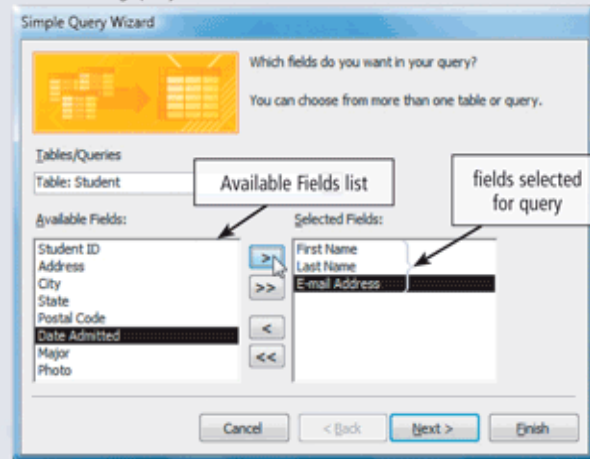 Simple Query Wizard
Which fields do you want in your query?
You can choose from more than one table or query.
Tables/Queries
Table: Student
Available Fields list
fields selected
for query
Available Fields:
Selected Fields:
Student ID
Address
City
State
Postal Code
Date Admitted
Major
Photo
>
>>
<
<<
First Name
Last Name
E-mail Address
Cancel
< Back
Next >
Finish